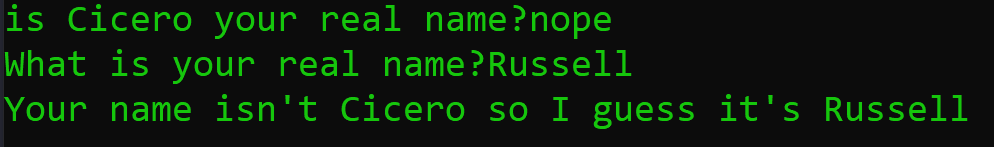 is Cicero your real name?nope
What is your real name?Russell
Your name isn't Cicero so I guess it's Russell